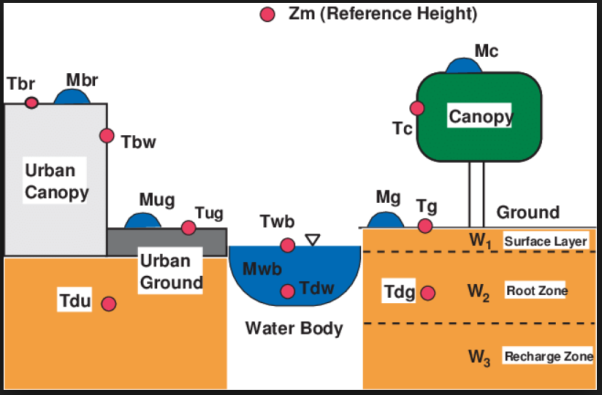 Zm (Reference Height)
Tbr
Mbr
Tbw
Urban
Canopy
Mug
Tug
Urban
Ground
Tdu
Twb
Mwb
Tdw
Water Body
Mc
Canopy
Tc
Mg
Tg
Ground
W1
Surface Layer
Tdg
W2
Root Zone
W3
Recharge Zone